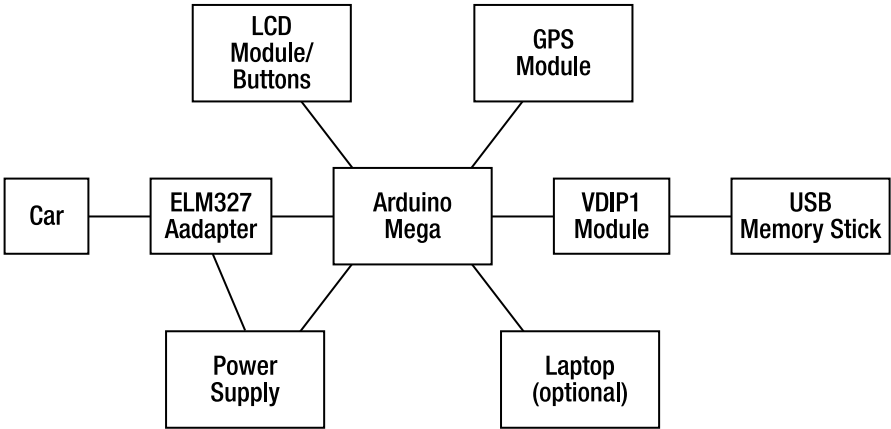 LCD
Module/
Buttons
GPS
Module
Car
ELM327
Aadapter
Arduino
Mega
VDIP1
Module
USB
Memory Stick
Power
Supply
Laptop
(optional)